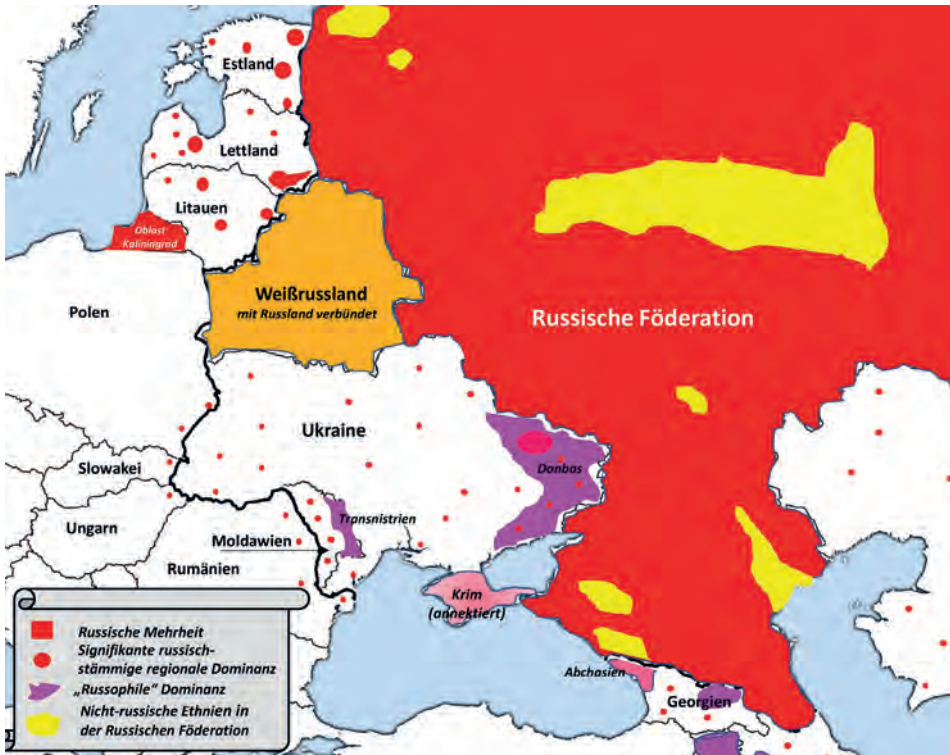 Estland
Lettland
Litauen
Oblast
Kaliningrad
Weißrussland
mit Russland verbündet
Polen
Russische Föderation
Ukraine
Slowakei
Donbas
Ungarn
Transnistrien
Moldawien
Rumänien
Krim
(annektiert)
Abchasien
Georgien
Russische Mehrheit
Signifikante russisch-
stämmige regionale Dominanz
„Russophile“ Dominanz
Nicht-russische Ethnien in
der Russischen Föderation